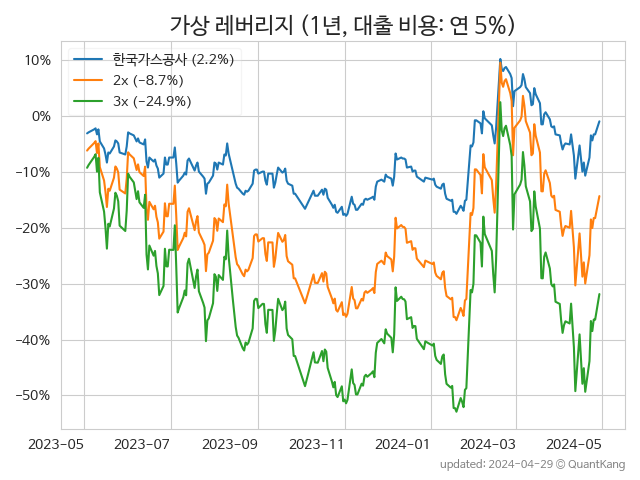 가상 레버리지 (1년, 대출 비용: 연 5%)
10%
0%
−10%
−20%
−30%
−40%
−50%
한국가스공사 (2.2%)
2x (−8.7%)
3x (−24.9%)
2023-05
2023-07
2023-09
2023-11
2024-01
2024-03
2024-05
updated: 2024-04-29 © QuantKang